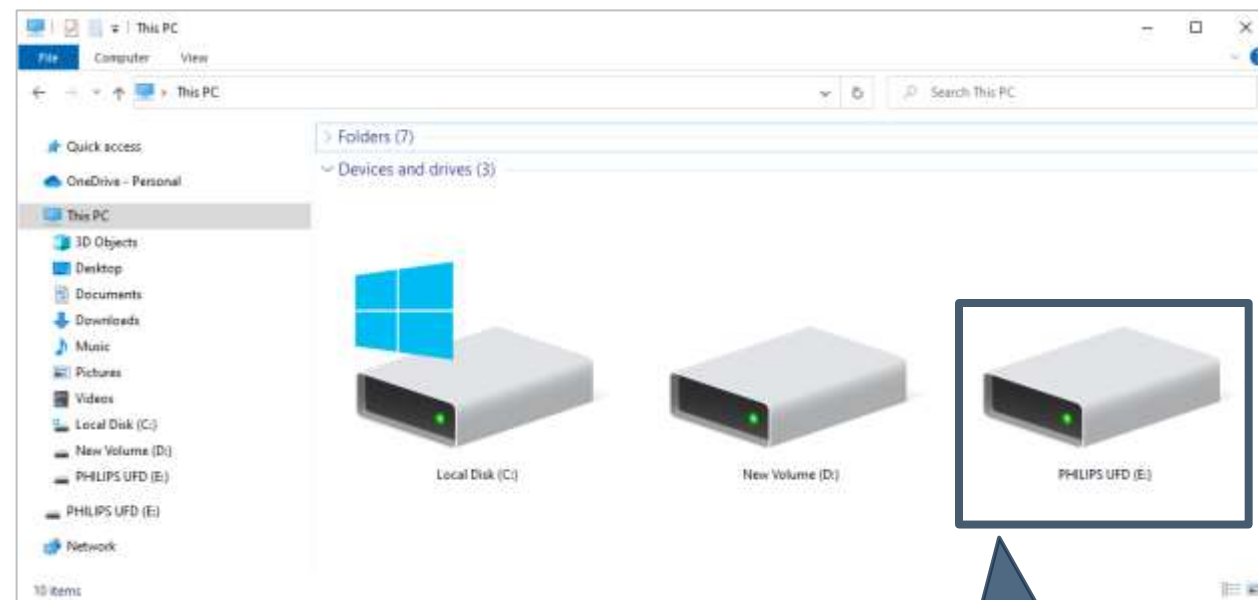 This PC
File Computer View
This PC
Search This PC
Quick access
OneDrive - Personal
This PC
3D Objects
Desktop
Documents
Downloads
Music
Pictures
Videos
Local Disk (C:)
New Volume (D:)
PHILIPS UFD (E:)
PHILIPS UFD (E:)
Network
Folders (7)
Devices and drives (3)
Local Disk (C:)
New Volume (D:)
PHILIPS UFD (E:)
10 items